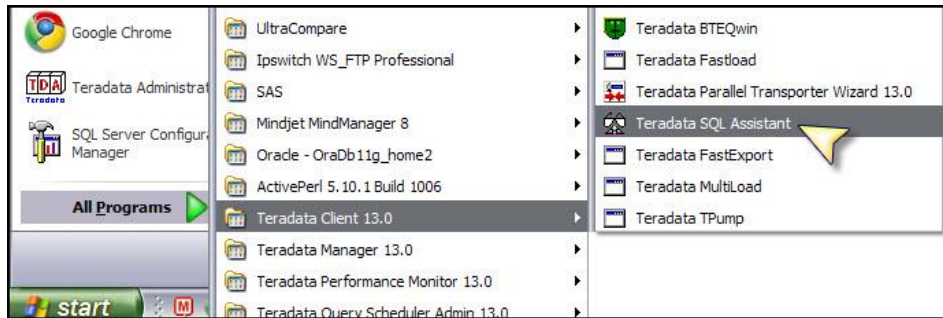 Google Chrome
TDA
Teradata
Teradata Administrat
SQL Server Configura
Manager
All Programs
start
M
UltraCompare
Ipswitch WS_FTP Professional
SAS
Mindjet MindManager 8
Oracle - OraDb11g_home2
ActivePerl 5.10.1 Build 1006
Teradata Client 13.0
Teradata Manager 13.0
Teradata Performance Monitor 13.0
Teradata Query Scheduler Admin 13.0
Teradata BTEQwin
Teradata Fastload
Teradata Parallel Transporter Wizard 13.0
Teradata SQL Assistant
Teradata FastExport
Teradata MultiLoad
Teradata TPump